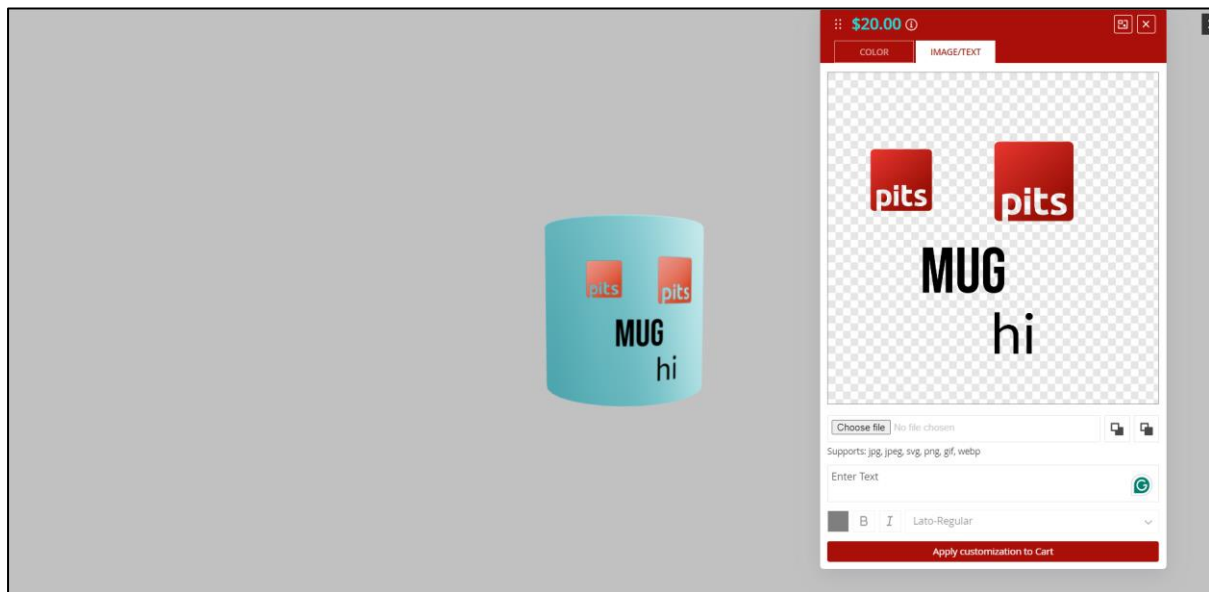 $20.00
COLOR
IMAGE/TEXT
pits
pits
MUG
hi
pits
pits
MUG
hi
Choose file No file chosen
Supports: jpg, jpeg, svg, png, gif, webp
Enter Text
B I Lato-Regular
Apply customization to Cart